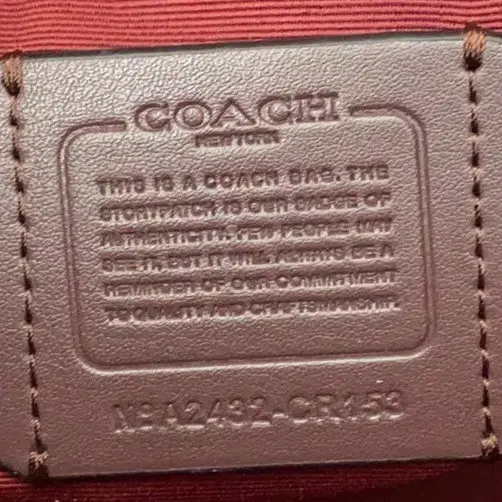 COACH
NEW YORK
THIS IS A COACH BAG. THE
STORYPATCH IS OUR BADGE OF
AUTHENTICITY. FEW PEOPLE MAY
SEE IT, BUT IT WILL ALWAYS BE A
REMINDER OF OUR COMMITMENT
TO QUALITY AND CRAFTSMANSHIP.
Nº A2432-CR153